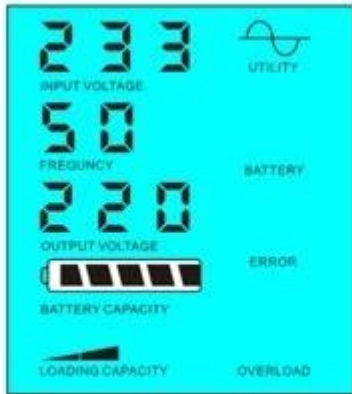 233
INPUT VOLTAGE
UTILITY
50
FREQUNCY
BATTERY
220
OUTPUT VOLTAGE
ERROR
BATTERY CAPACITY
LOADING CAPACITY
OVERLOAD